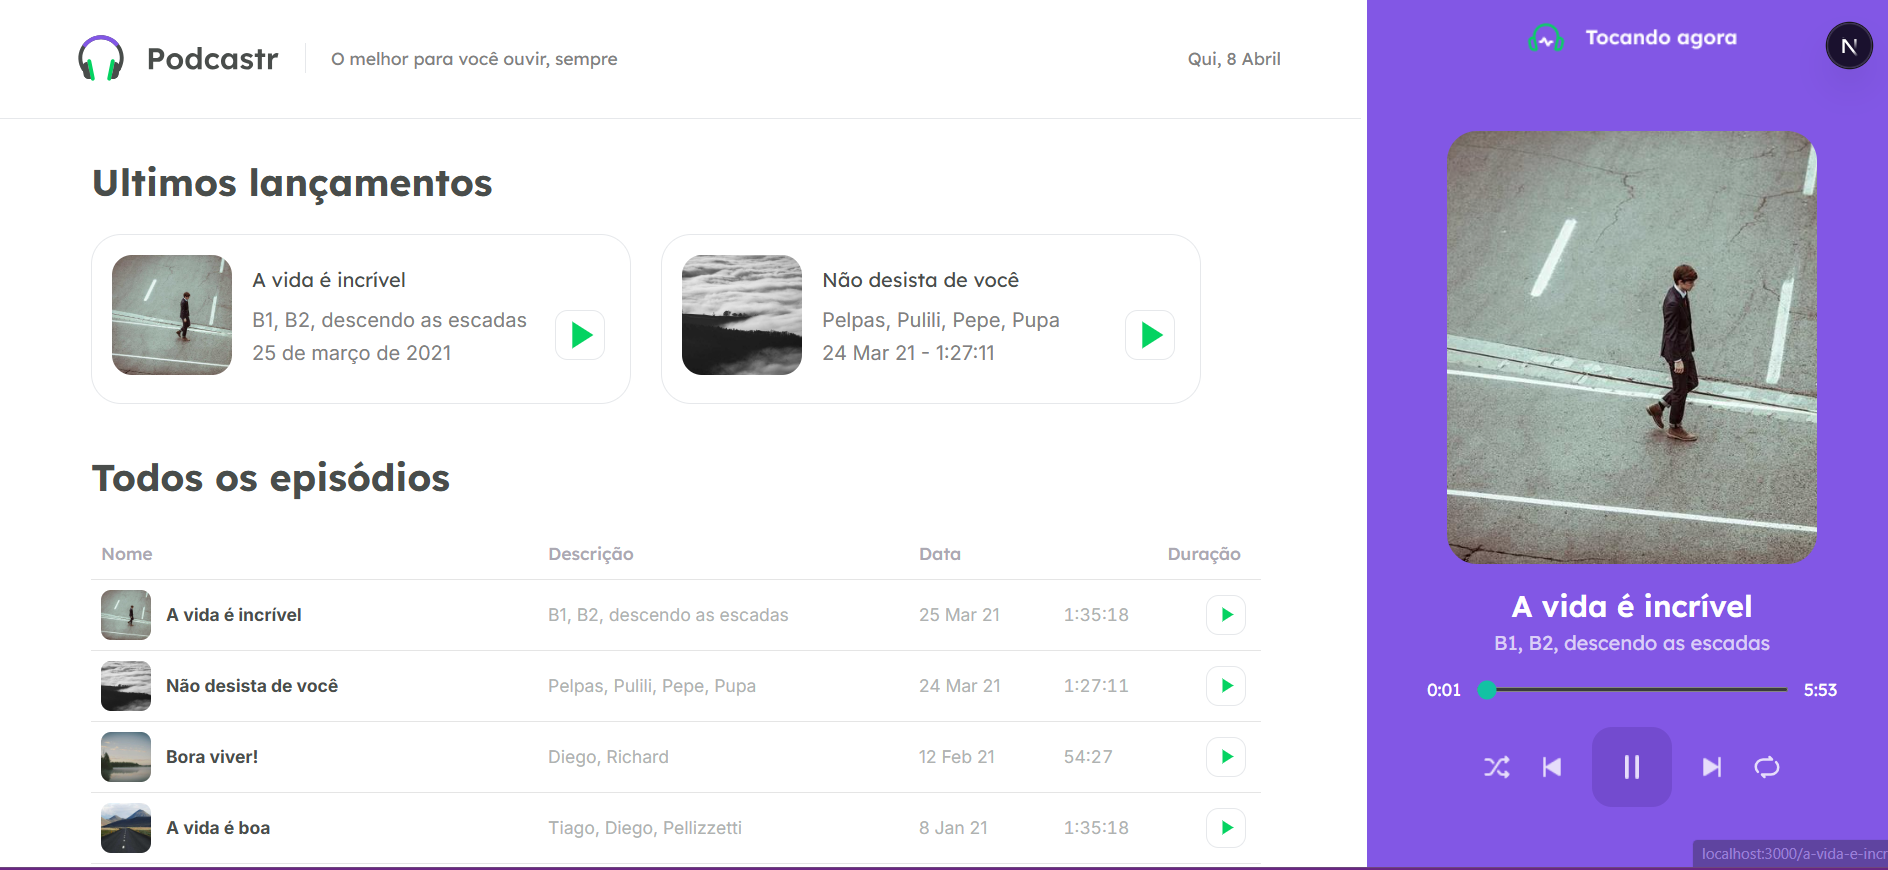 Podcastr
O melhor para você ouvir, sempre
Qui, 8 Abril
Ultimos lançamentos
A vida é incrível
B1, B2, descendo as escadas
25 de março de 2021
Não desista de você
Pelpas, Pulili, Pepe, Pupa
24 Mar 21 - 1:27:11
Todos os episódios
Nome Descrição Data Duração
A vida é incrível B1, B2, descendo as escadas 25 Mar 21 1:35:18
Não desista de você Pelpas, Pulili, Pepe, Pupa 24 Mar 21 1:27:11
Bora viver! Diego, Richard 12 Feb 21 54:27
A vida é boa Tiago, Diego, Pellizzetti 8 Jan 21 1:35:18
Tocando agora
N
A vida é incrível
B1, B2, descendo as escadas
0:01 5:53
localhost:3000/a-vida-e-incr